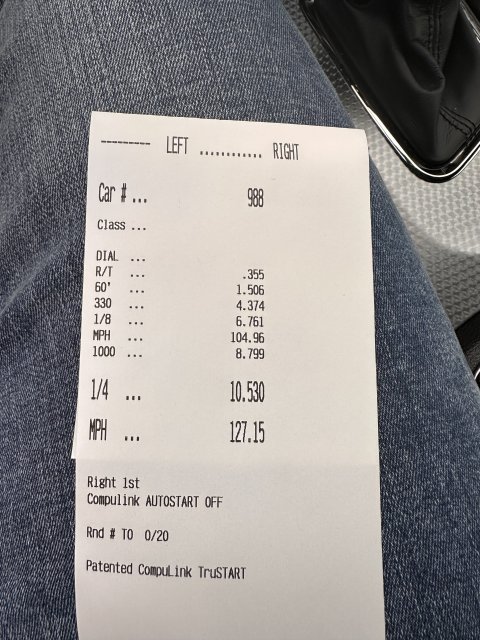 ---------- LEFT ............ RIGHT
Car # ... 988
Class ...
DIAL ...
R/T ... .355
60' ... 1.506
330 ... 4.374
1/8 ... 6.761
MPH ... 104.96
1000 ... 8.799
1/4 ... 10.530
MPH ... 127.15
Right 1st
Compulink AUTOSTART OFF
Rnd # TO 0/20
Patented CompuLink TruSTART